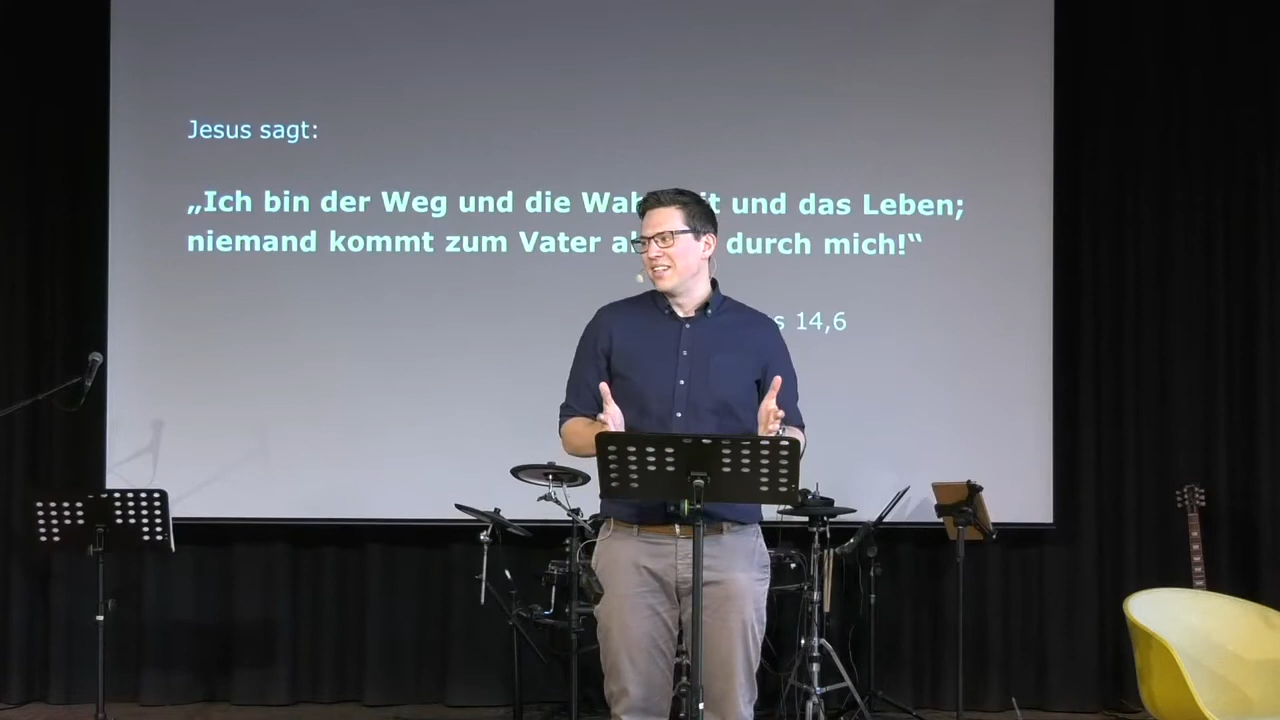 Jesus sagt:
„Ich bin der Weg und die und das Leben;
niemand kommt zum Vater durch mich!“
14,6